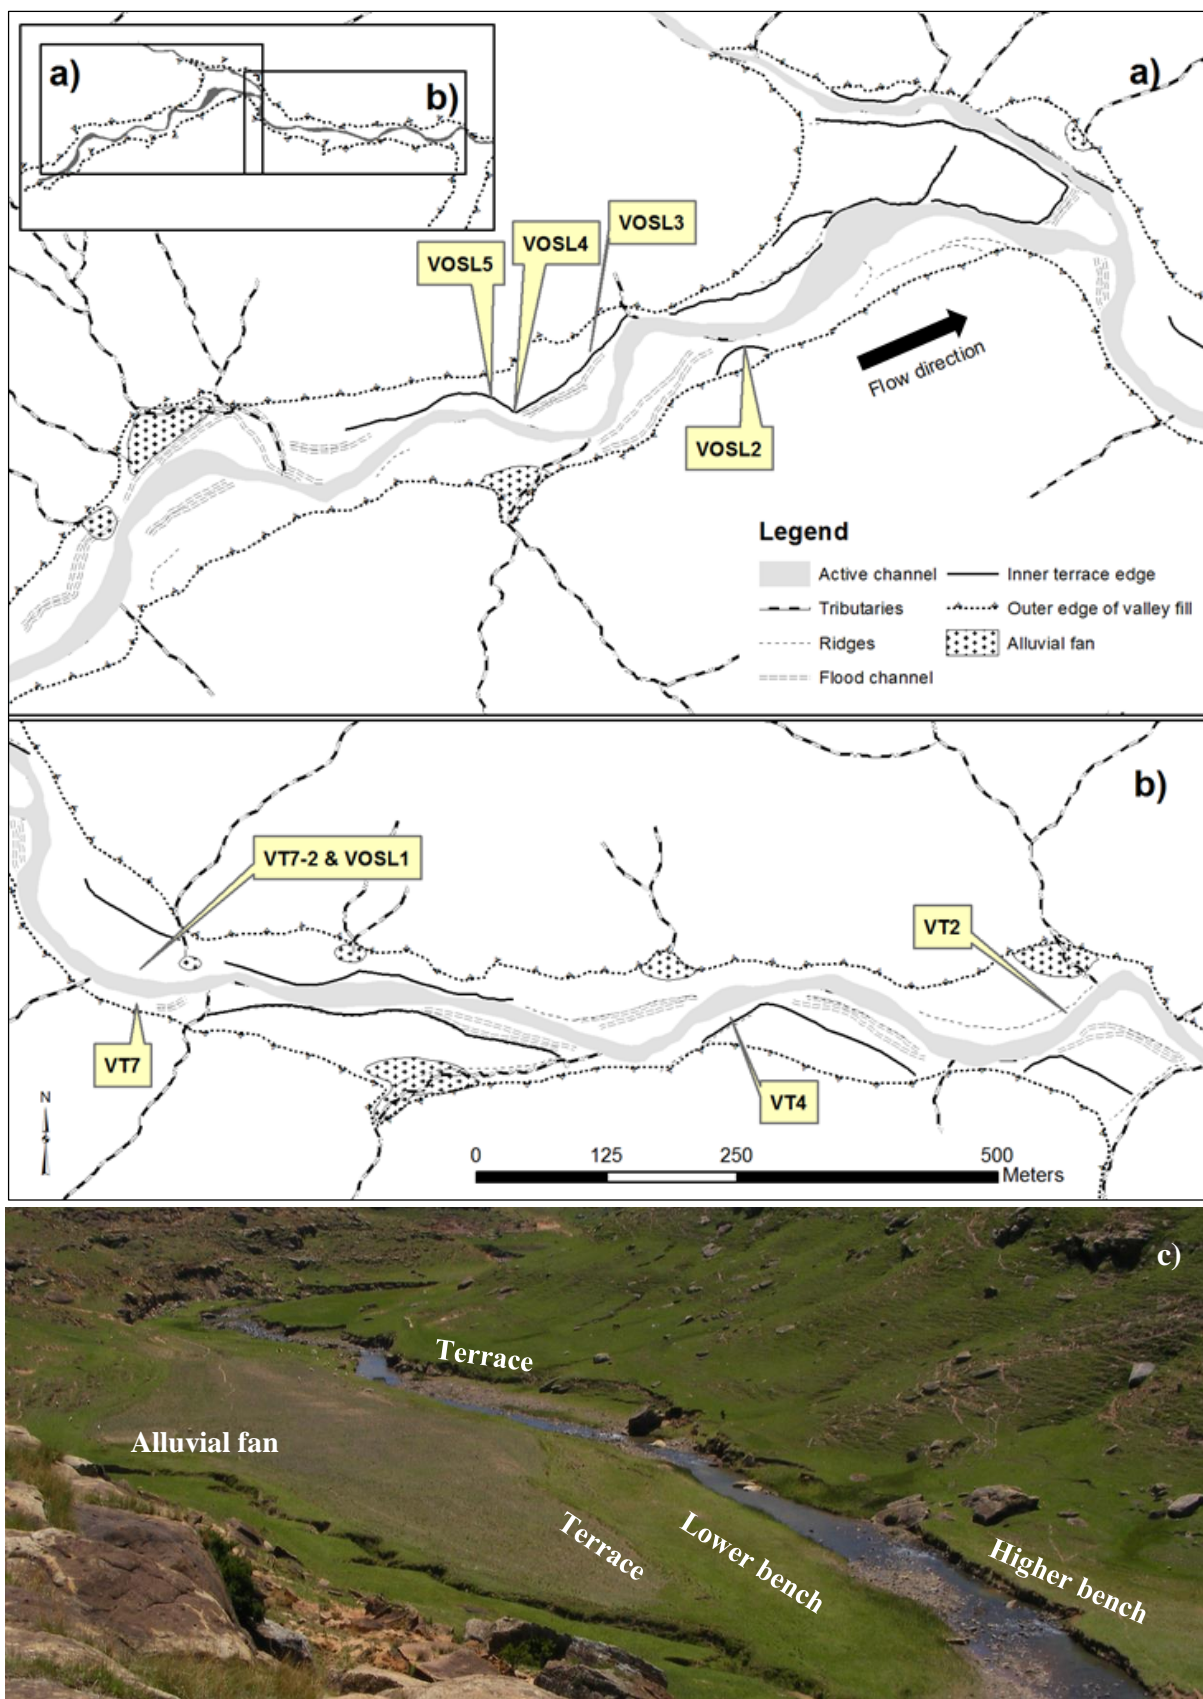 a)
b)
a)
VOSL3
VOSL4
VOSL5
Flow direction
VOSL2
Legend
Active channel
Inner terrace edge
Tributaries
Outer edge of valley fill
Ridges
Alluvial fan
Flood channel
b)
VT7-2 & VOSL1
VT2
VT7
VT4
N
0 125 250 500
Meters
c)
Terrace
Alluvial fan
Terrace
Lower bench
Higher bench